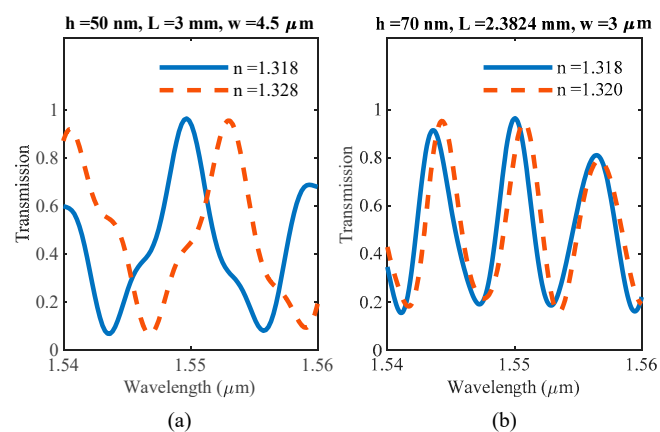 h =50 nm, L =3 mm, w =4.5 μm
n =1.318
n =1.328
1
0.8
0.6
0.4
0.2
0
Transmission
1.54
1.55
1.56
Wavelength (μm)
(a)
h =70 nm, L =2.3824 mm, w =3 μm
n =1.318
n =1.320
1
0.8
0.6
0.4
0.2
0
Transmission
1.54
1.55
1.56
Wavelength (μm)
(b)